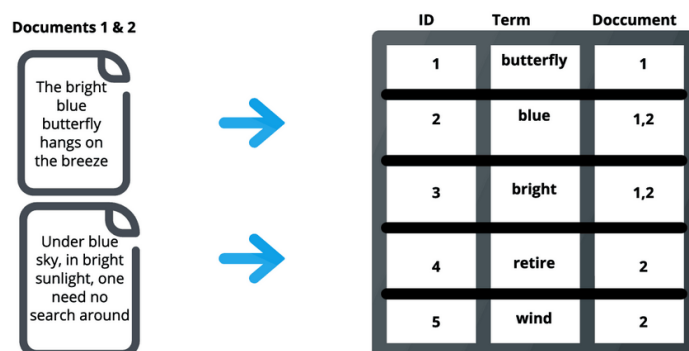 Documents 1 & 2
The bright
blue
butterfly
hangs on
the breeze
Under blue
sky, in bright
sunlight, one
need no
search around
ID Term Doccument
1 butterfly 1
2 blue 1,2
3 bright 1,2
4 retire 2
5 wind 2